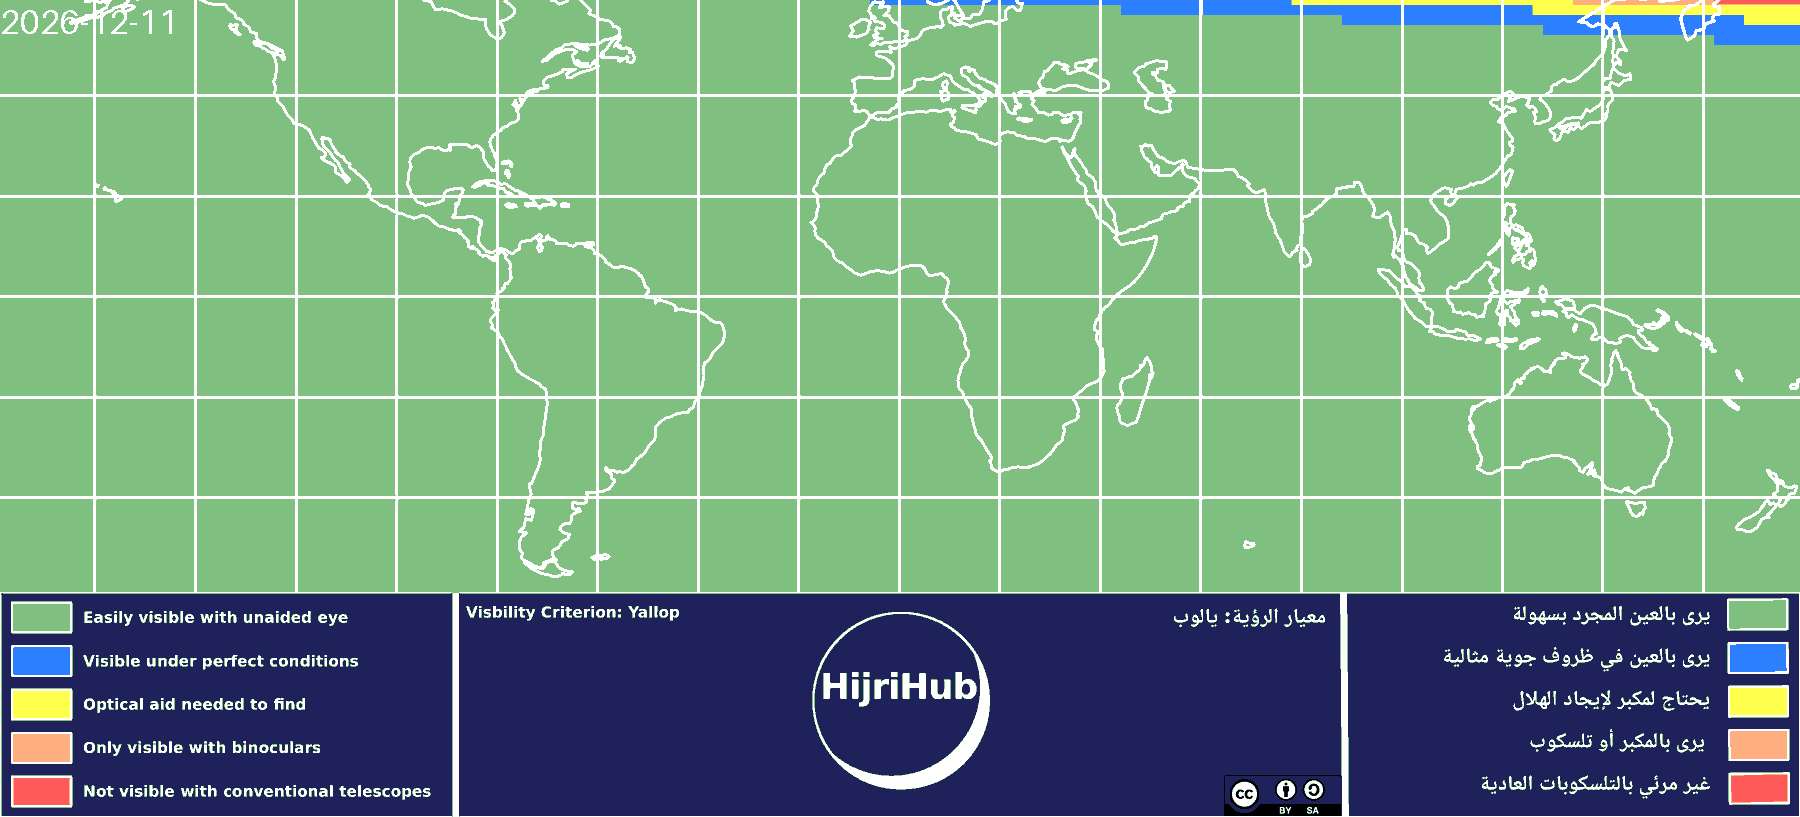 2026-12-11
Easily visible with unaided eye
Visible under perfect conditions
Optical aid needed to find
Only visible with binoculars
Not visible with conventional telescopes
Visbility Criterion: Yallop
معيار الرؤية: يالوب
HijriHub
cc
BY SA
يرى بالعين المجرد بسهولة
يرى بالعين في ظروف جوية مثالية
يحتاج لمكبر لإيجاد الهلال
يرى بالمكبر أو تلسكوب
غير مرئي بالتلسكوبات العادية